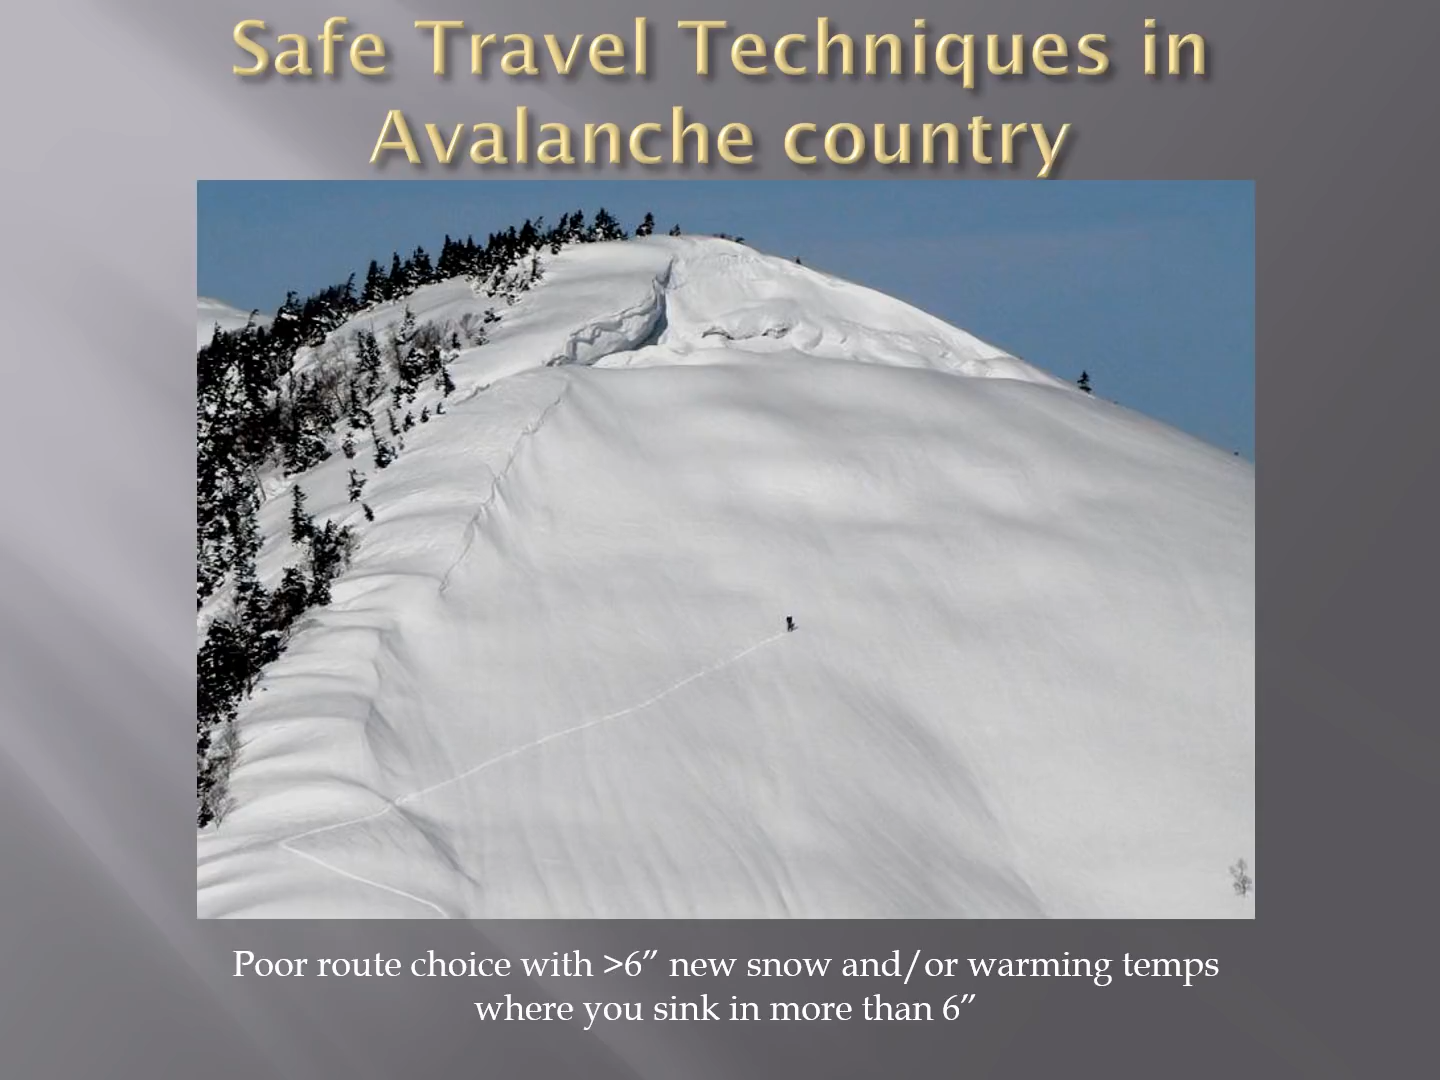 Safe Travel Techniques in
Avalanche country
Poor route choice with >6” new snow and/or warming temps
where you sink in more than 6”